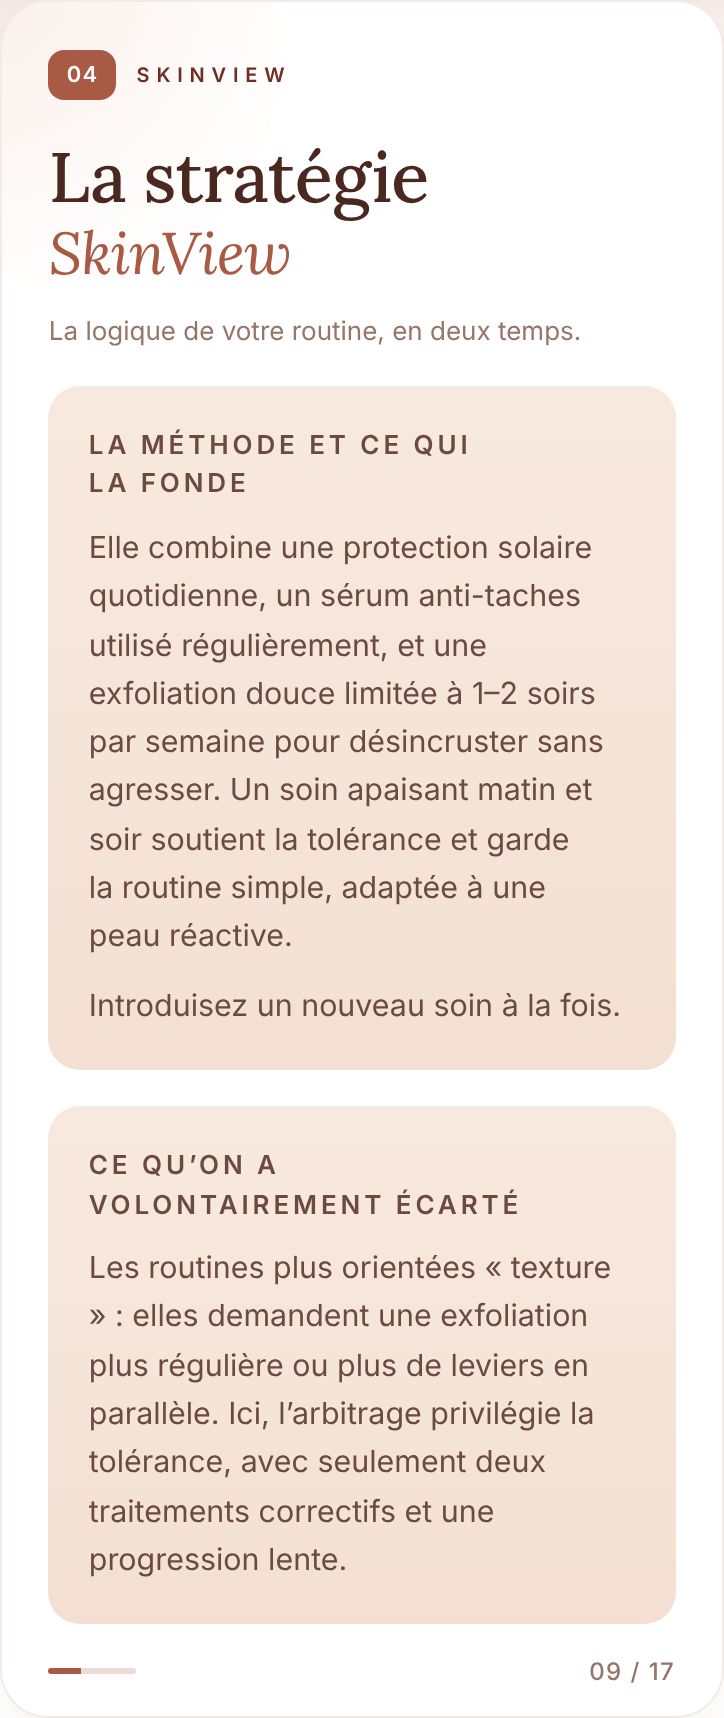 04 SKINVIEW
La stratégie
SkinView
La logique de votre routine, en deux temps.
LA MÉTHODE ET CE QUI
LA FONDE
Elle combine une protection solaire
quotidienne, un sérum anti-taches
utilisé régulièrement, et une
exfoliation douce limitée à 1–2 soirs
par semaine pour désincruster sans
agresser. Un soin apaisant matin et
soir soutient la tolérance et garde
la routine simple, adaptée à une
peau réactive.
Introduisez un nouveau soin à la fois.
CE QU’ON A
VOLONTAIREMENT ÉCARTÉ
Les routines plus orientées « texture
» : elles demandent une exfoliation
plus régulière ou plus de leviers en
parallèle. Ici, l’arbitrage privilégie la
tolérance, avec seulement deux
traitements correctifs et une
progression lente.
09 / 17